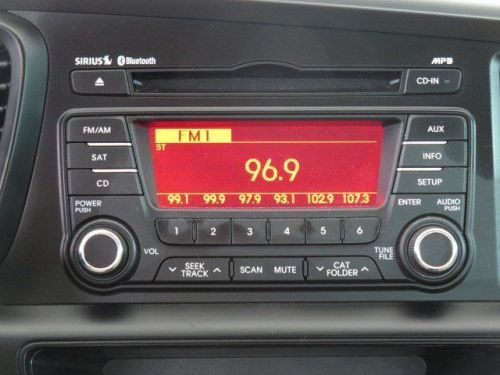 SIRIUS Bluetooth MP3
CD-IN
FM/AM FM1 AUX
ST
SAT 96.9 INFO
CD SETUP
99.1 99.9 97.9 93.1 102.9 107.3
POWER PUSH ENTER AUDIO PUSH
1 2 3 4 5 6
VOL TUNE FILE
SEEK TRACK SCAN MUTE CAT FOLDER